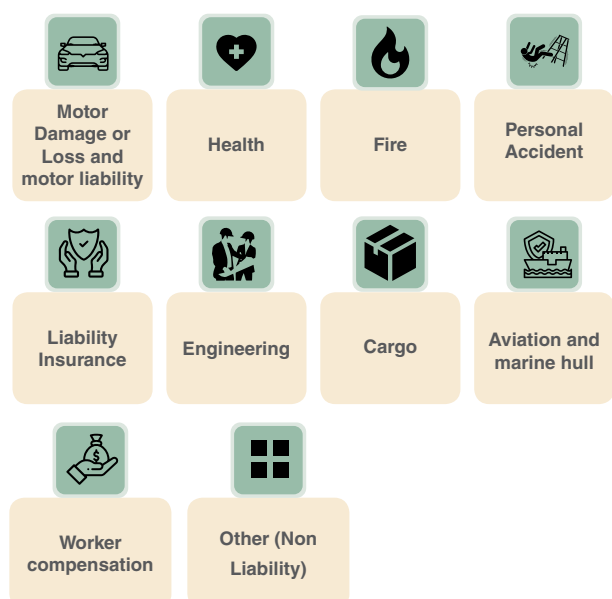 Motor
Damage or
Loss and
motor liability
Health
Fire
Personal
Accident
Liability
Insurance
Engineering
Cargo
Aviation and
marine hull
$
Worker
compensation
Other (Non
Liability)